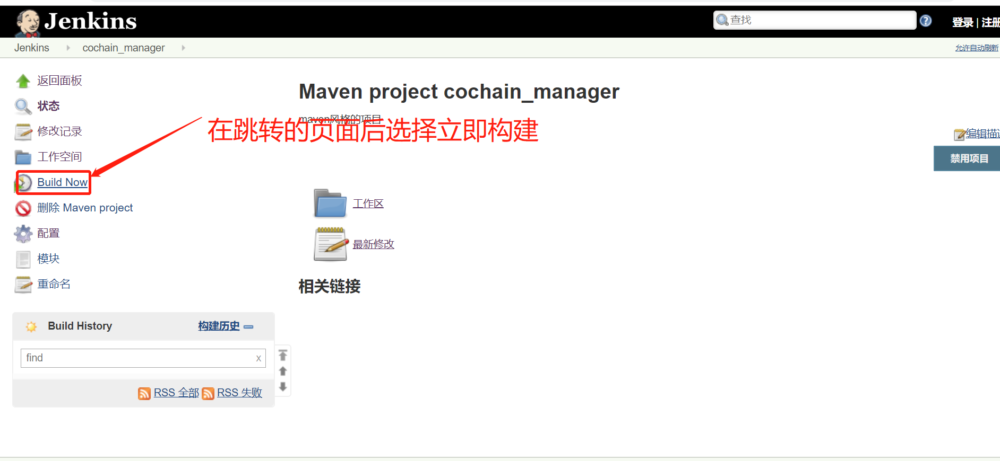 Jenkins
查找
登录 | 注册
Jenkins
cochain_manager
允许自动刷新
返回面板
状态
修改记录
工作空间
Build Now
删除 Maven project
配置
模块
重命名
Maven project cochain_manager
maven风格的项目
在跳转的页面后选择立即构建
编辑描述
禁用项目
工作区
最新修改
相关链接
Build History
构建历史
find
x
RSS 全部
RSS 失败